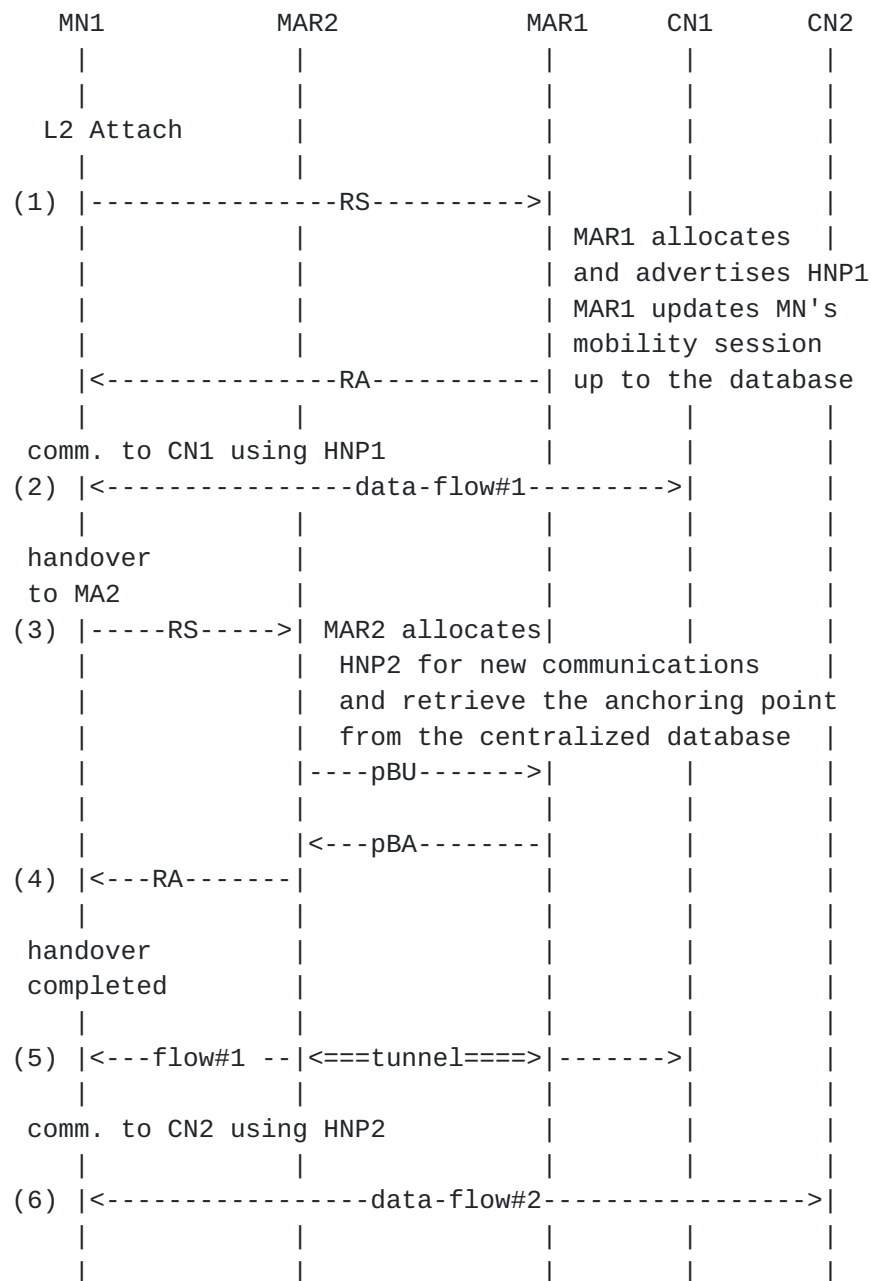 MN1            MAR2            MAR1     CN1      CN2
    |             |               |        |        |
    |             |               |        |        |
  L2 Attach       |               |        |        |
    |             |               |        |        |
(1) |----------------RS---------->|        |        |
    |             |               | MAR1 allocates  |
    |             |               | and advertises HNP1
    |             |               | MAR1 updates MN's
    |             |               | mobility session
    |<---------------RA-----------| up to the database
    |             |               |        |        |
 comm. to CN1 using HNP1          |        |        |
(2) |<----------------data-flow#1--------->|        |
    |             |               |        |        |
 handover         |               |        |        |
 to MA2           |               |        |        |
(3) |-----RS----->| MAR2 allocates|        |        |
    |             |  HNP2 for new communications    |
    |             |  and retrieve the anchoring point
    |             |  from the centralized database  |
    |             |----pBU------->|        |        |
    |             |               |        |        |
    |             |<---pBA--------|        |        |
(4) |<---RA-------|               |        |        |
    |             |               |        |        |
 handover         |               |        |        |
 completed        |               |        |        |
    |             |               |        |        |
(5) |<---flow#1 --|<===tunnel====>|------->|        |
    |             |               |        |        |
 comm. to CN2 using HNP2          |        |        |
    |             |               |        |        |
(6) |<-----------------data-flow#2----------------->|
    |             |               |        |        |
    |             |               |        |        |